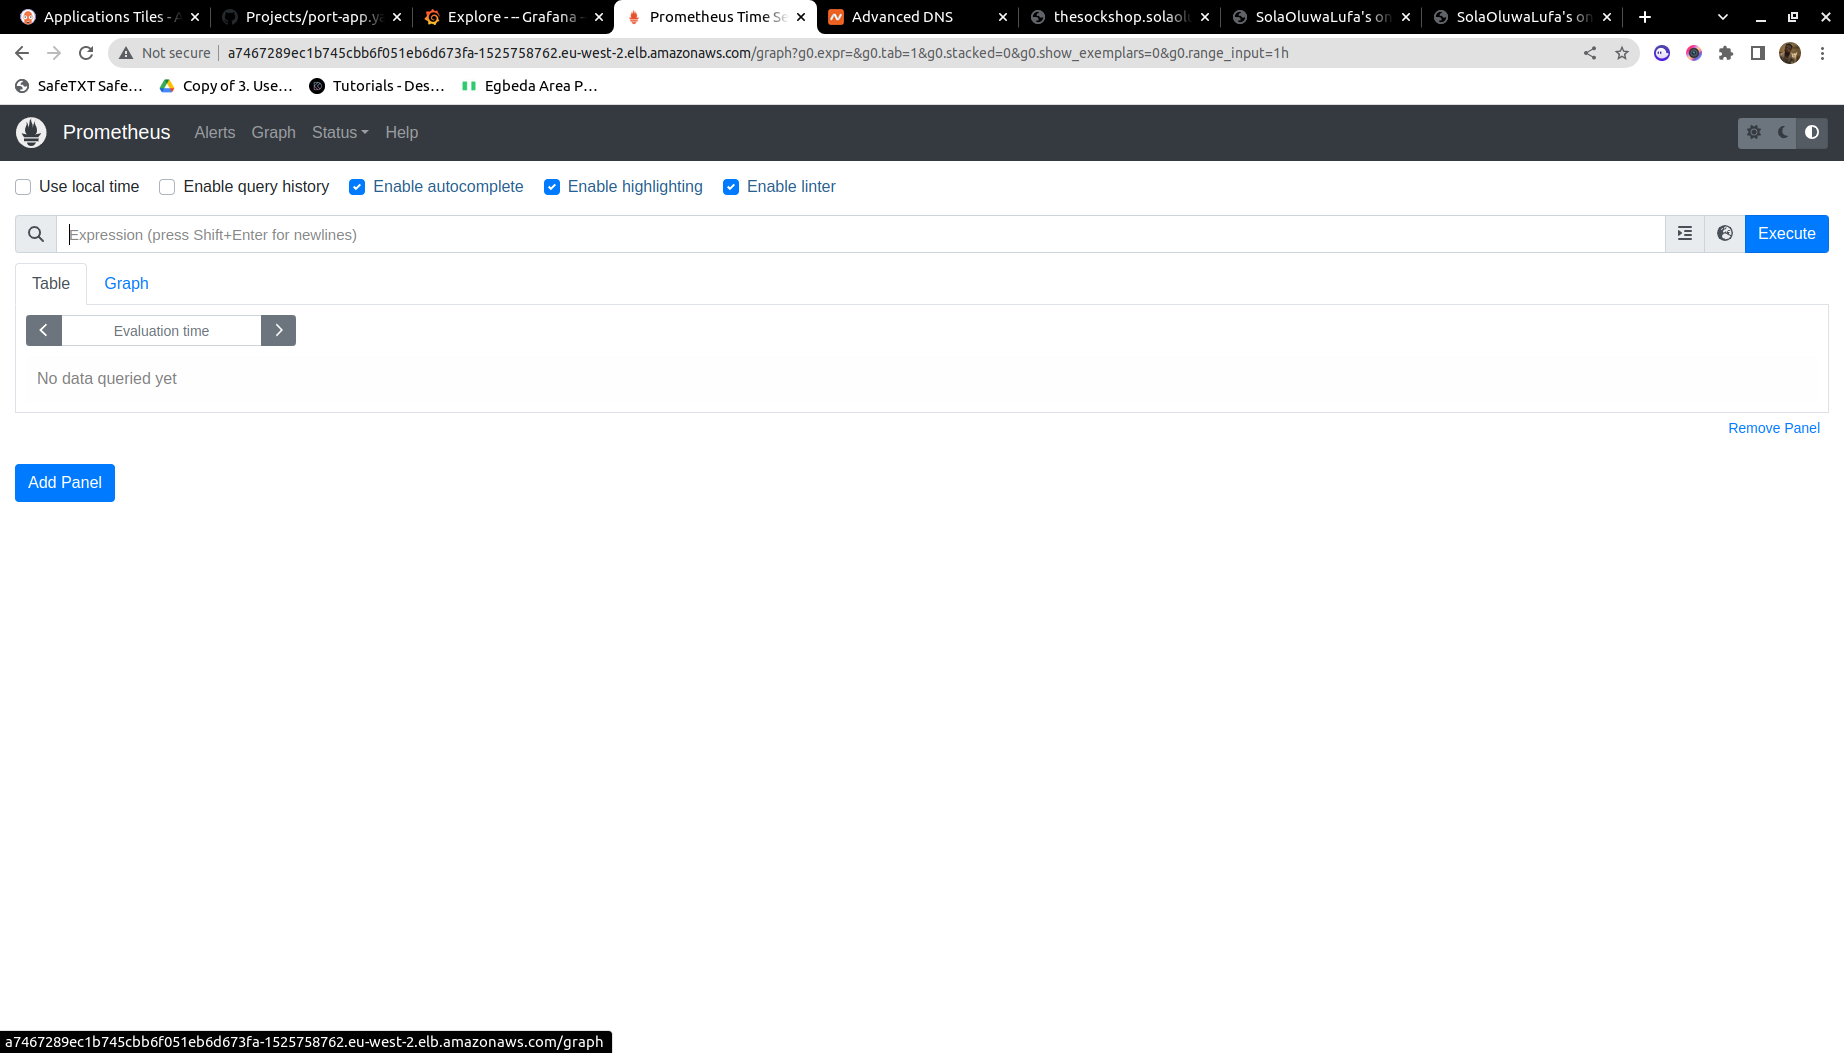 Applications Tiles - A
Projects/port-app.ya
Explore - -- Grafana -
Prometheus Time Se
Advanced DNS
thesockshop.solaolu
SolaOluwaLufa's on
SolaOluwaLufa's on
Not secure
a7467289ec1b745cbb6f051eb6d673fa-1525758762.eu-west-2.elb.amazonaws.com/graph?g0.expr=&g0.tab=1&g0.stacked=0&g0.show_exemplars=0&g0.range_input=1h
SafeTXT Safe…
Copy of 3. Use…
Tutorials - Des…
Egbeda Area P…
Prometheus
Alerts
Graph
Status
Help
Use local time
Enable query history
Enable autocomplete
Enable highlighting
Enable linter
Expression (press Shift+Enter for newlines)
Execute
Table
Graph
Evaluation time
No data queried yet
Remove Panel
Add Panel
a7467289ec1b745cbb6f051eb6d673fa-1525758762.eu-west-2.elb.amazonaws.com/graph